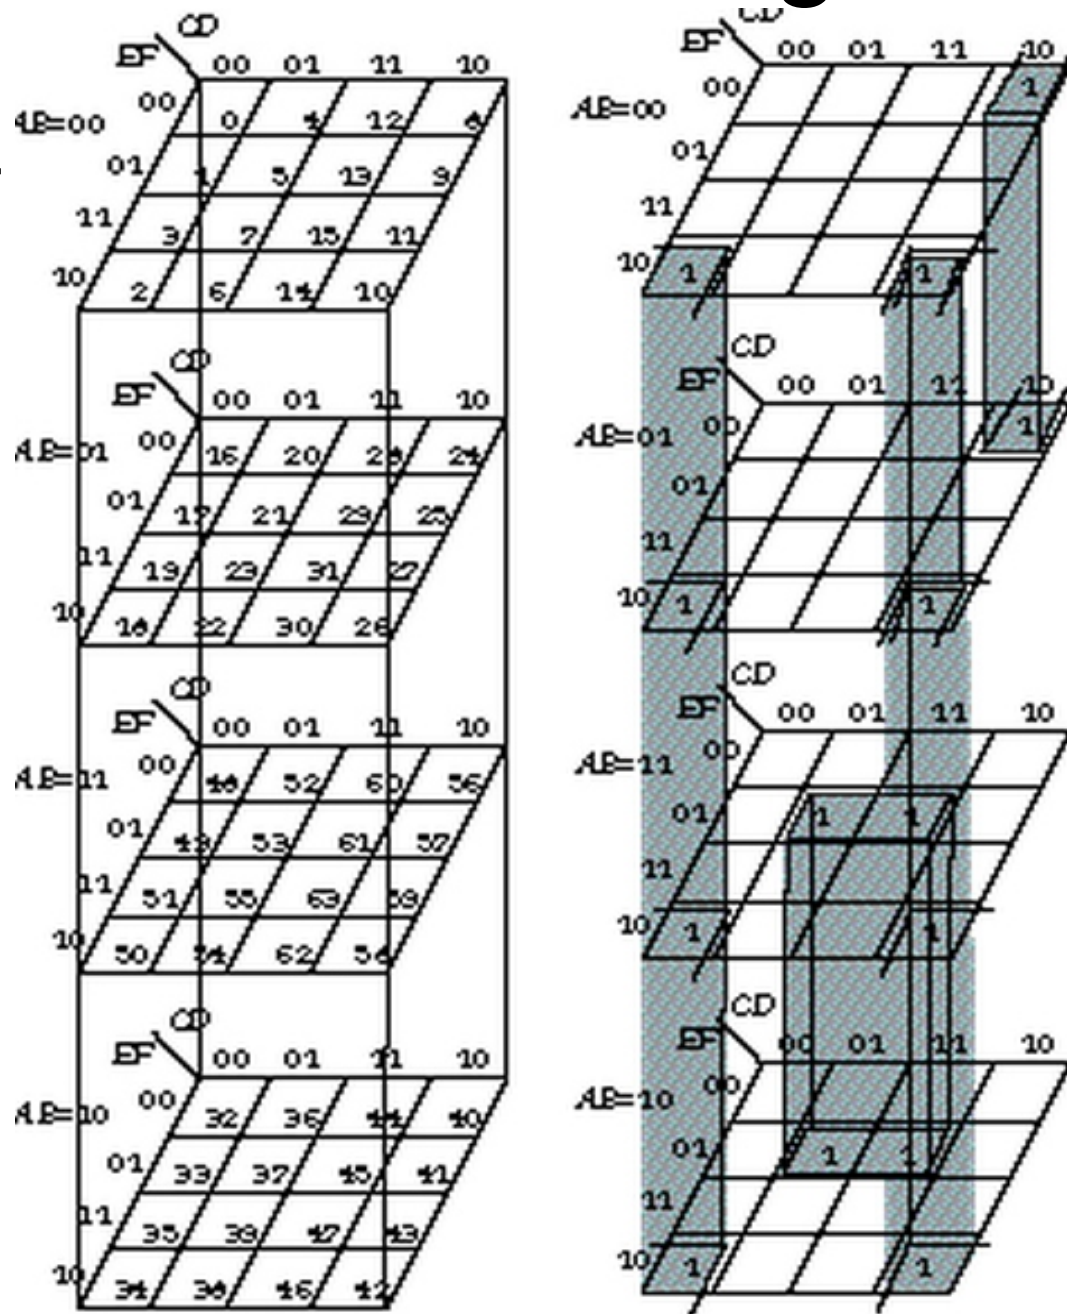 CD
EF 00 01 11 10
AB=00 00 0 4 12 8
01 1 5 13 9
11 3 7 15 11
10 2 6 14 10
CD
EF 00 01 11 10
AB=01 00 16 20 28 24
01 17 21 29 25
11 19 23 31 27
10 18 22 30 26
CD
EF 00 01 11 10
AB=11 00 48 52 60 56
01 49 53 61 57
11 51 55 63 59
10 50 54 62 58
CD
EF 00 01 11 10
AB=10 00 32 36 44 40
01 33 37 45 41
11 35 39 47 43
10 34 38 46 42
CD
EF 00 01 11 10
AB=00 00 1
01
11
10 1 1
CD
EF 00 01 11 10
AB=01 00 1
01
11
10 1 1
CD
EF 00 01 11 10
AB=11 00
01 1 1
11
10 1 1
CD
EF 00 01 11 10
AB=10 00
01 1 1
11
10 1 1